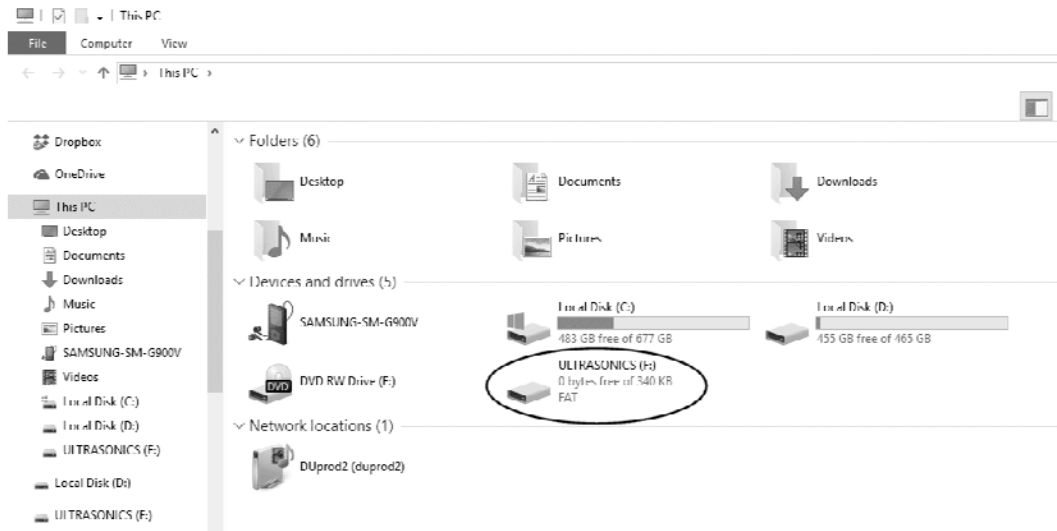 This PC
File Computer View
This PC
Dropbox
OneDrive
This PC
Desktop
Documents
Downloads
Music
Pictures
SAMSUNG-SM-G900V
Videos
Local Disk (C:)
Local Disk (D:)
ULTRASONICS (F:)
Local Disk (D:)
ULTRASONICS (F:)
Folders (6)
Desktop
Documents
Downloads
Music
Pictures
Videos
Devices and drives (5)
SAMSUNG-SM-G900V
Local Disk (C:)
483 GB free of 677 GB
Local Disk (D:)
455 GB free of 465 GB
DVD
DVD RW Drive (E:)
ULTRASONICS (F:)
0 bytes free of 340 KB
FAT
Network locations (1)
DUprod2 (duprod2)